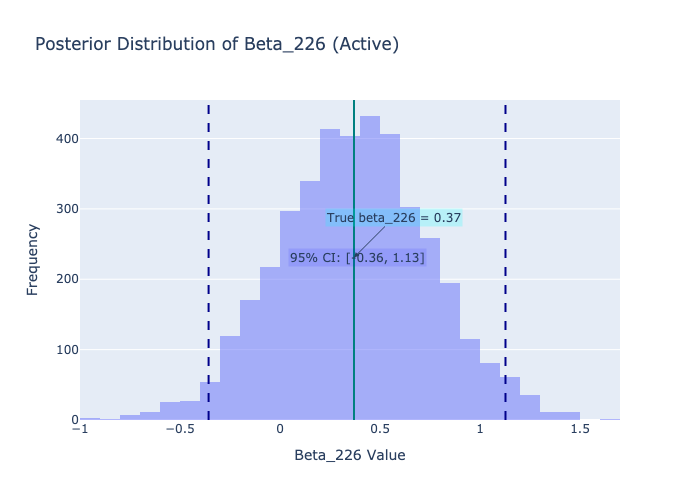 Posterior Distribution of Beta_226 (Active)
400
300
200
100
0
Frequency
True beta_226 = 0.37
95% CI: [-0.36, 1.13]
−1
−0.5
0
0.5
1
1.5
Beta_226 Value